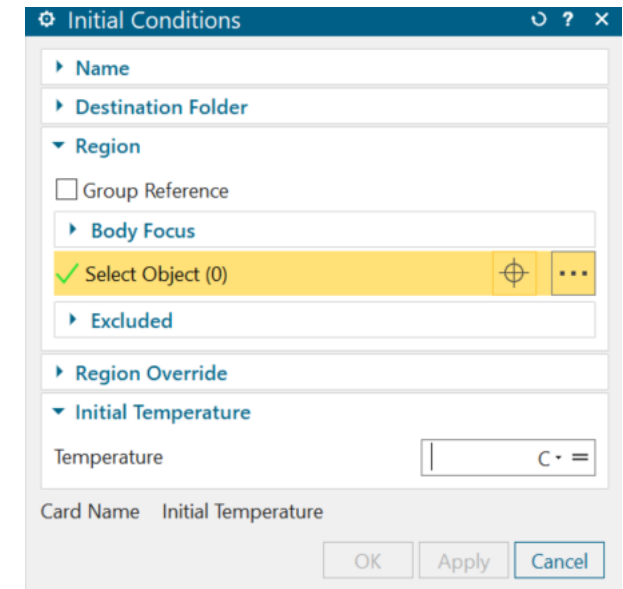 Initial Conditions ?
Name
Destination Folder
Region
Group Reference
Body Focus
Select Object (0)
Excluded
Region Override
Initial Temperature
Temperature C =
Card Name Initial Temperature
OK Apply Cancel